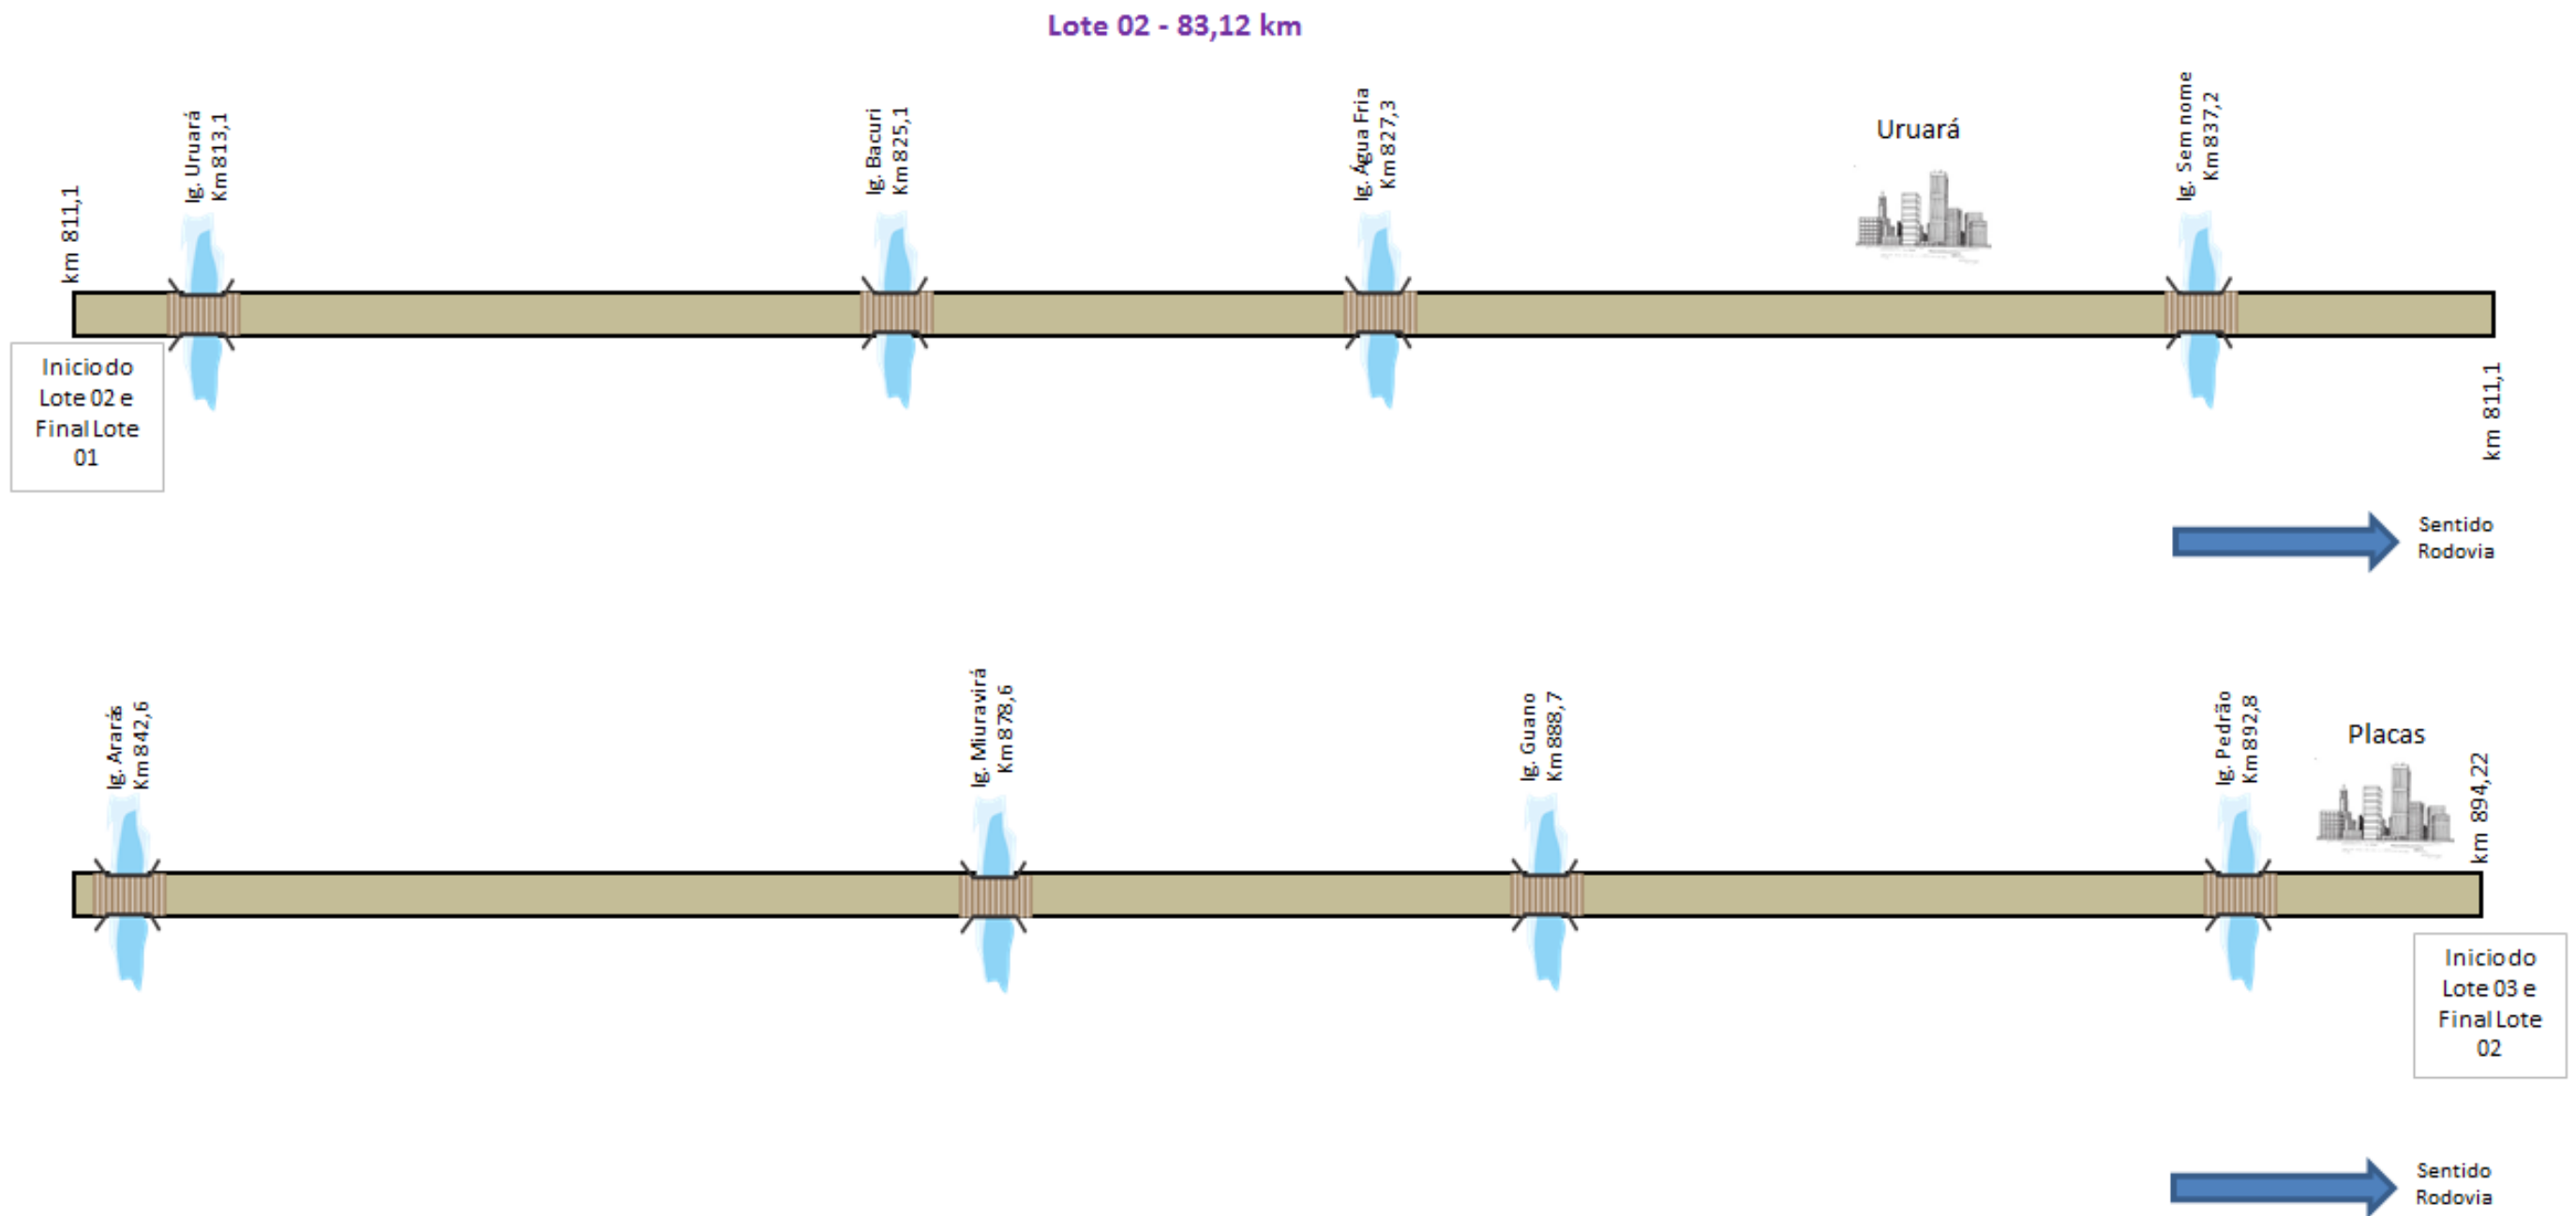 Lote 02 - 83,12 km
km 811,1
Ig. Uruará
Km 813,1
Ig. Bacuri
Km 825,1
Ig. Água Fria
Km 827,3
Uruará
Ig. Sem nome
Km 837,2
Inicio do
Lote 02 e
Final Lote
01
km 811,1
Sentido
Rodovia
Ig. Ararás
Km 842,6
Ig. Miuravirá
Km 878,6
Ig. Guano
Km 888,7
Ig. Pedrão
Km 892,8
Placas
km 894,22
Inicio do
Lote 03 e
Final Lote
02
Sentido
Rodovia